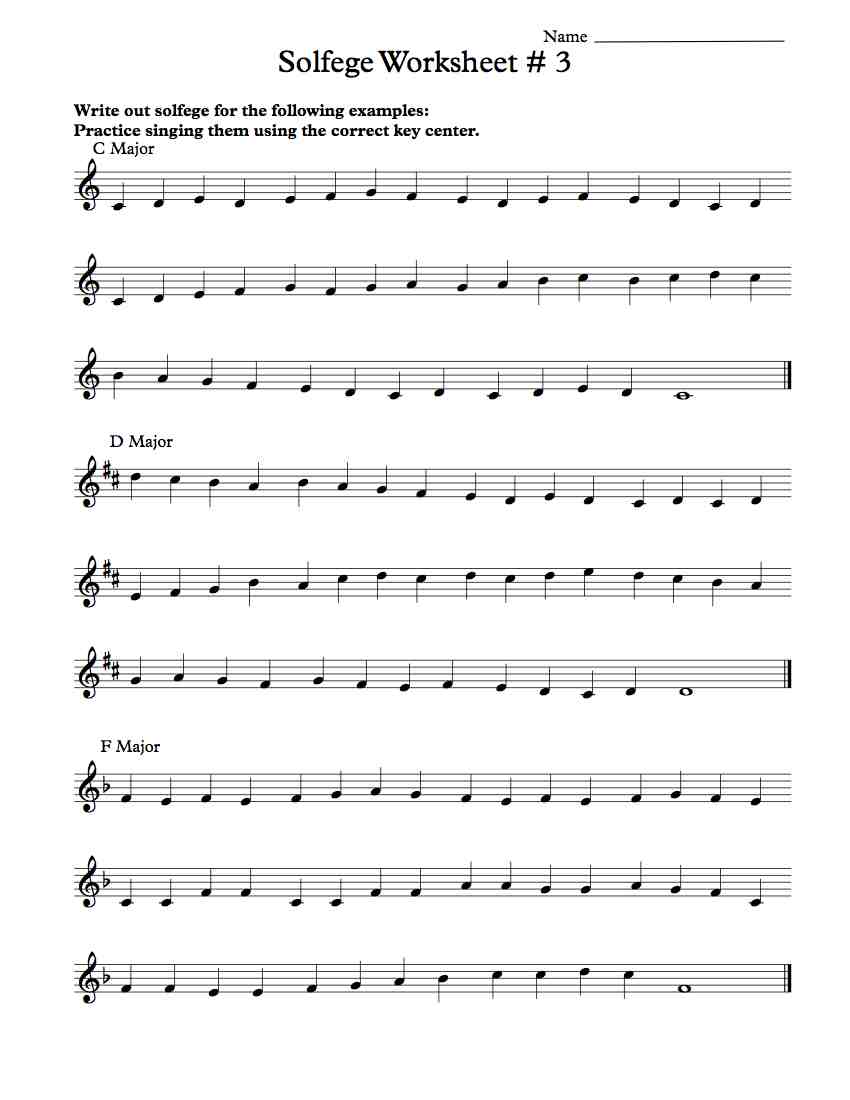 Name
Solfege Worksheet # 3
Write out solfege for the following examples:
Practice singing them using the correct key center.
C Major
D Major
F Major